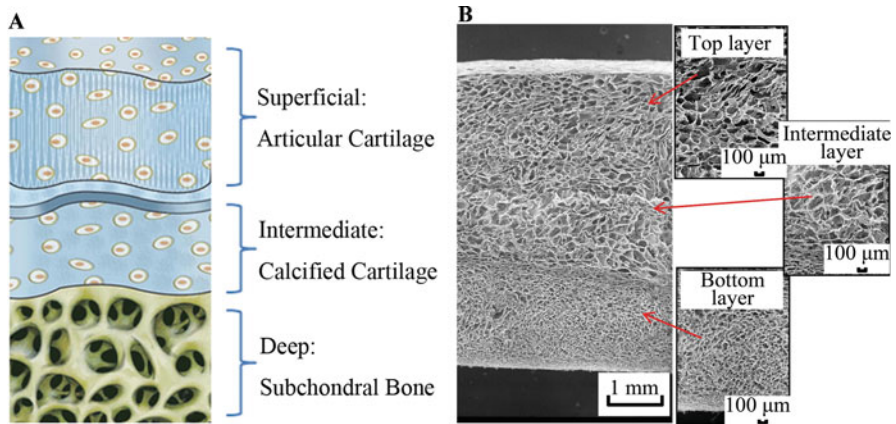 A
Superficial:
Articular Cartilage
Intermediate:
Calcified Cartilage
Deep:
Subchondral Bone
B
Top layer
100 μm
Intermediate
layer
100 μm
Bottom
layer
100 μm
1 mm